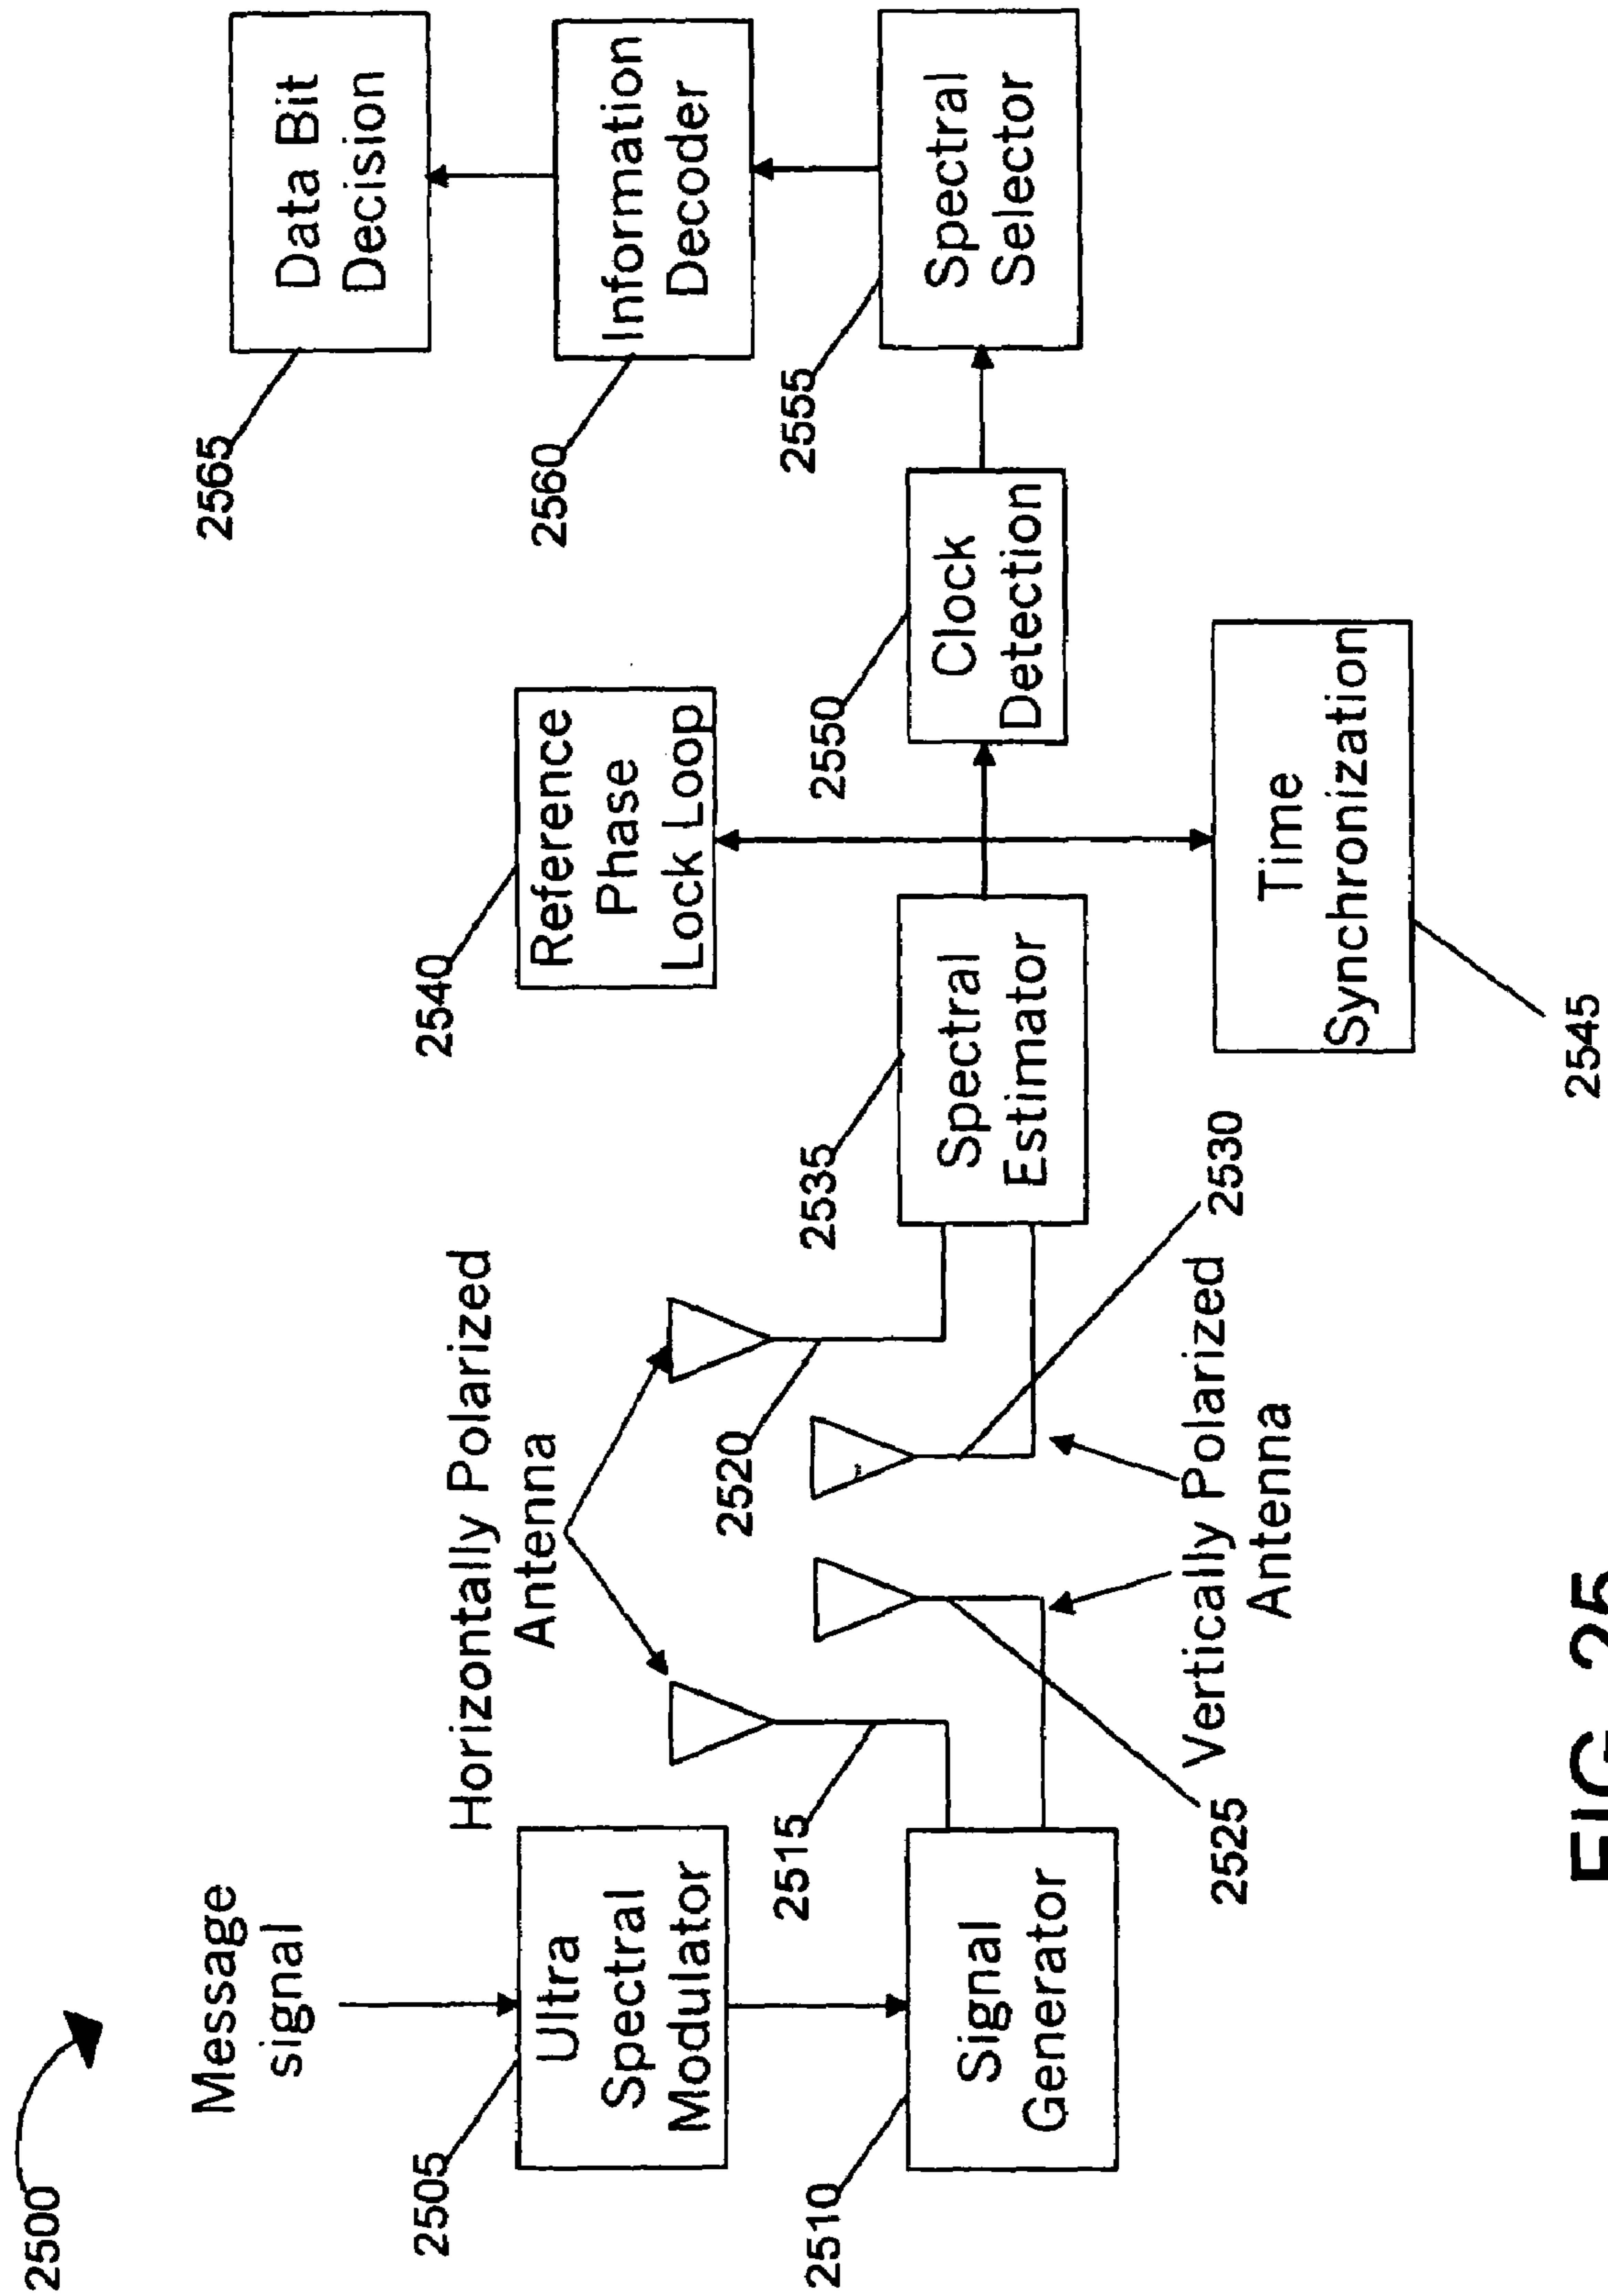 2500
Message
signal
2505
Ultra
Spectral
Modulator
2510
Signal
Generator
Horizontally Polarized
Antenna
2515
2520
2525
2530
Vertically Polarized
Antenna
2535
Spectral
Estimator
2540
Reference
Phase
Lock Loop
2545
Time
Synchronization
2550
Clock
Detection
2555
Spectral
Selector
2560
Information
Decoder
2565
Data Bit
Decision
FIG. 25